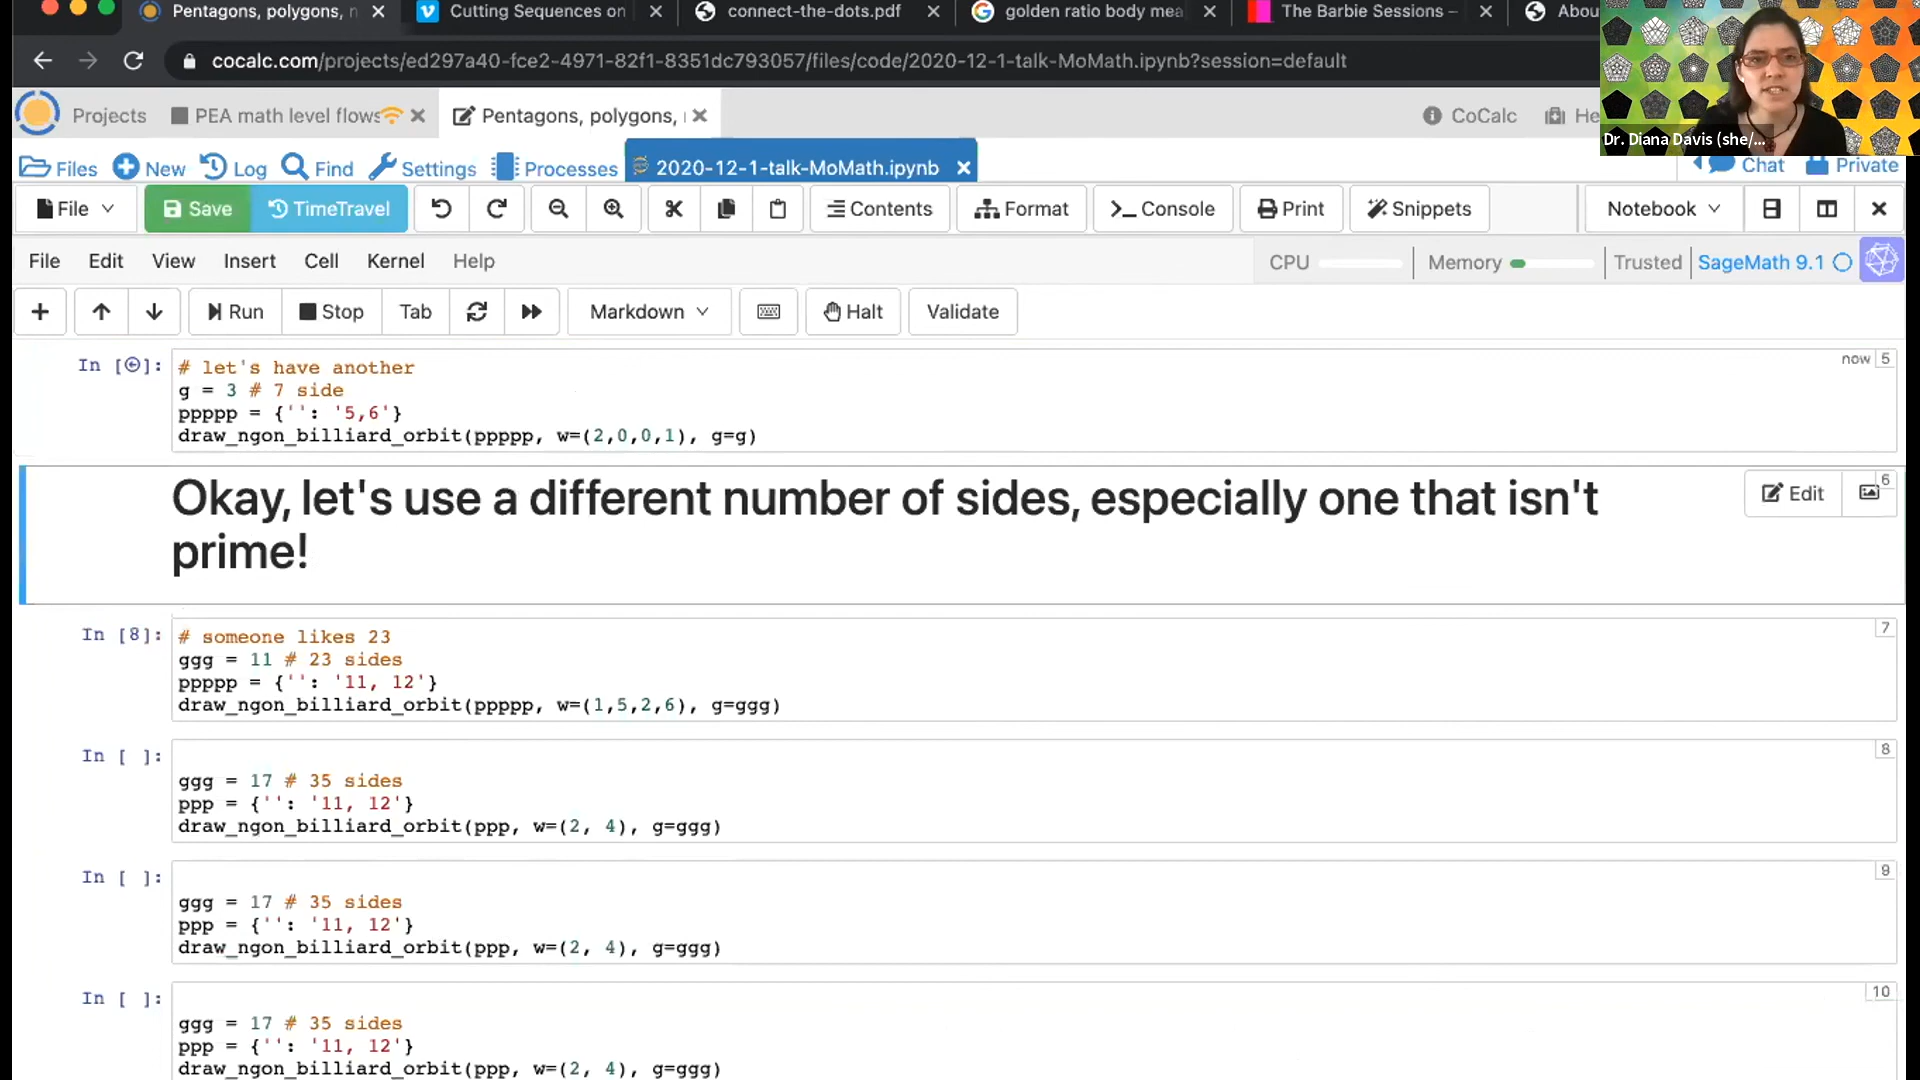 Pentagons, polygons, n
Cutting Sequences on
connect-the-dots.pdf
golden ratio body mea
The Barbie Sessions –
Abou
cocalc.com/projects/ed297a40-fce2-4971-82f1-8351dc793057/files/code/2020-12-1-talk-MoMath.ipynb?session=default
Dr. Diana Davis (she/...
Projects
PEA math level flows
Pentagons, polygons,
CoCalc
He
Files
New
Log
Find
Settings
Processes
2020-12-1-talk-MoMath.ipynb
Chat
Private
File
Save
TimeTravel
Contents
Format
Console
Print
Snippets
Notebook
File Edit View Insert Cell Kernel Help
CPU
Memory
Trusted
SageMath 9.1
Run
Stop
Tab
Markdown
Halt
Validate
In []:
now 5
# let's have another
g = 3 # 7 side
ppppp = {'': '5,6'}
draw_ngon_billiard_orbit(ppppp, w=(2,0,0,1), g=g)
Okay, let's use a different number of sides, especially one that isn't
prime!
Edit
6
In [8]:
7
# someone likes 23
ggg = 11 # 23 sides
ppppp = {'': '11, 12'}
draw_ngon_billiard_orbit(ppppp, w=(1,5,2,6), g=ggg)
In [ ]:
8
ggg = 17 # 35 sides
ppp = {'': '11, 12'}
draw_ngon_billiard_orbit(ppp, w=(2, 4), g=ggg)
In [ ]:
9
ggg = 17 # 35 sides
ppp = {'': '11, 12'}
draw_ngon_billiard_orbit(ppp, w=(2, 4), g=ggg)
In [ ]:
10
ggg = 17 # 35 sides
ppp = {'': '11, 12'}
draw_ngon_billiard_orbit(ppp, w=(2, 4), g=ggg)